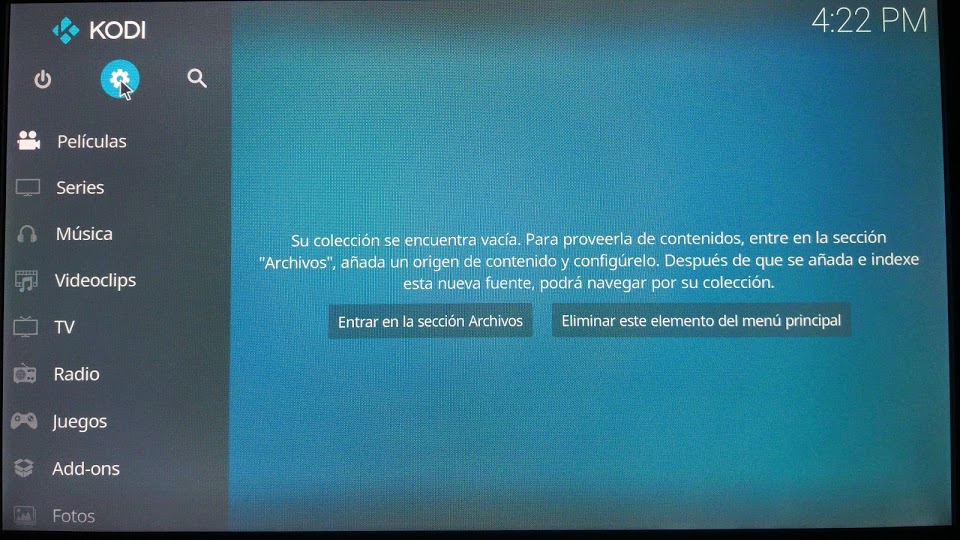 KODI
4:22 PM
Películas
Series
Música
Videoclips
TV
Radio
Juegos
Add-ons
Fotos
Su colección se encuentra vacía. Para proveerla de contenidos, entre en la sección
"Archivos", añada un origen de contenido y configúrelo. Después de que se añada e indexe
esta nueva fuente, podrá navegar por su colección.
Entrar en la sección Archivos
Eliminar este elemento del menú principal